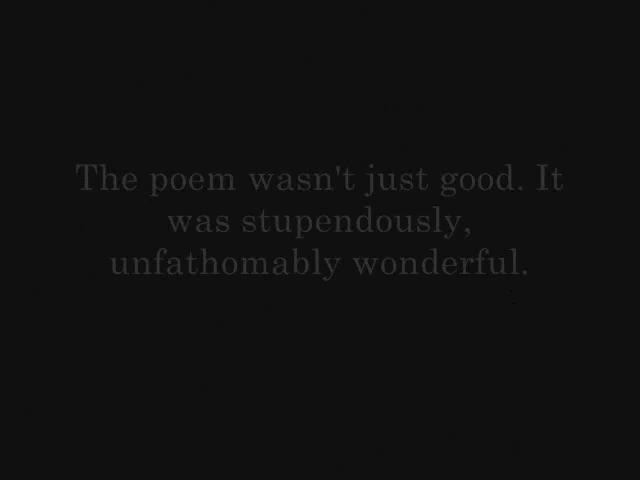 The poem wasn't just good. It
was stupendously,
unfathomably wonderful.